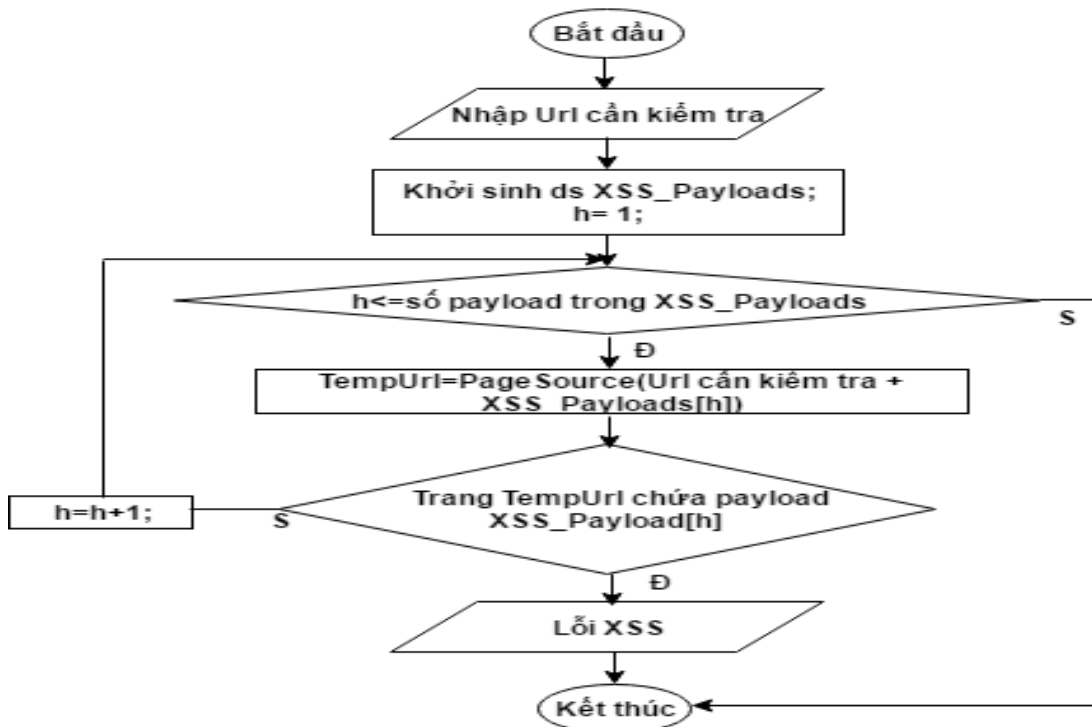 Bắt đầu
Nhập Url cần kiểm tra
Khởi sinh ds XSS_Payloads;
h= 1;
h<=số payload trong XSS_Payloads
S
Đ
TempUrl=PageSource(Url cần kiểm tra +
XSS_Payloads[h])
Trang TempUrl chứa payload
XSS_Payload[h]
h=h+1;
S
Đ
Lỗi XSS
Kết thúc